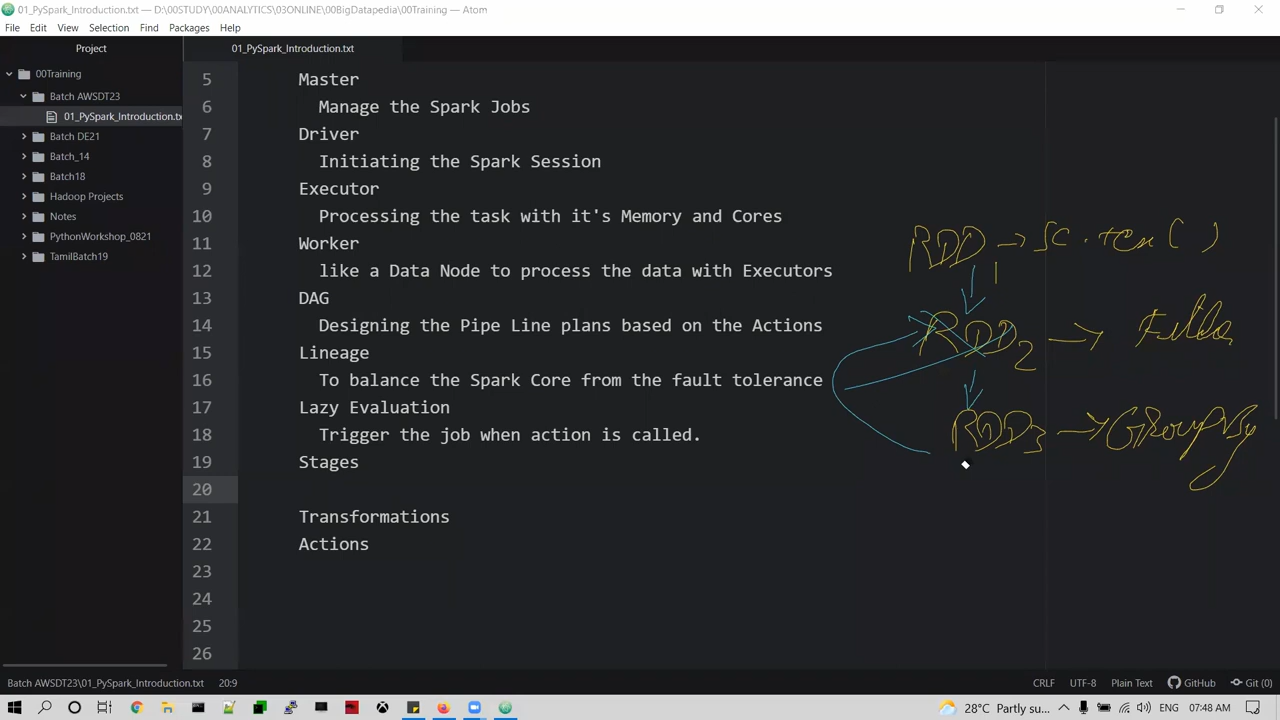 01_PySpark_Introduction.txt — D:\00STUDY\00ANALYTICS\03ONLINE\00BigDatapedia\00Training — Atom
File Edit View Selection Find Packages Help
Project
01_PySpark_Introduction.txt
00Training
Batch AWSDT23
01_PySpark_Introduction.tx
Batch DE21
Batch_14
Batch18
Hadoop Projects
Notes
PythonWorkshop_0821
TamilBatch19
5 Master
6 Manage the Spark Jobs
7 Driver
8 Initiating the Spark Session
9 Executor
10 Processing the task with it's Memory and Cores
11 Worker
12 like a Data Node to process the data with Executors
13 DAG
14 Designing the Pipe Line plans based on the Actions
15 Lineage
16 To balance the Spark Core from the fault tolerance
17 Lazy Evaluation
18 Trigger the job when action is called.
19 Stages
20
21 Transformations
22 Actions
23
24
25
26
RDD1 → SC.tex( )
RDD2 →
RDD3 → GRoupBy
Batch AWSDT23\01_PySpark_Introduction.txt 20:9
CRLF UTF-8 Plain Text GitHub Git (0)
28°C Partly su... ENG 07:48 AM